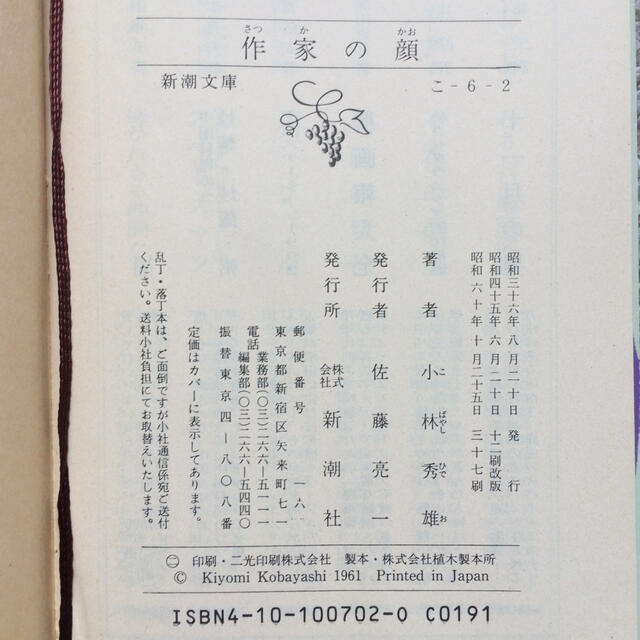 さつ か かお
作家の顔
新潮文庫 こ-6-2
昭和三十六年八月二十日 発行
昭和四十五年六月二十日 十二刷改版
昭和六十年十月二十五日 三十七刷
こ ばやし ひで お
著者 小林秀雄
発行者 佐藤亮一
発行所 株式会社 新潮社
郵便番号 一六二
東京都新宿区矢来町七一
電話 業務部(〇三)二六六―五一一一
編集部(〇三)二六六―五四四〇
振替東京四―八〇八番
定価はカバーに表示してあります。
乱丁・落丁本は、ご面倒ですが小社通信係宛ご送付
ください。送料小社負担にてお取替えいたします。
㊁ 印刷・二光印刷株式会社 製本・株式会社植木製本所
© Kiyomi Kobayashi 1961 Printed in Japan
ISBN4-10-100702-0 C0191